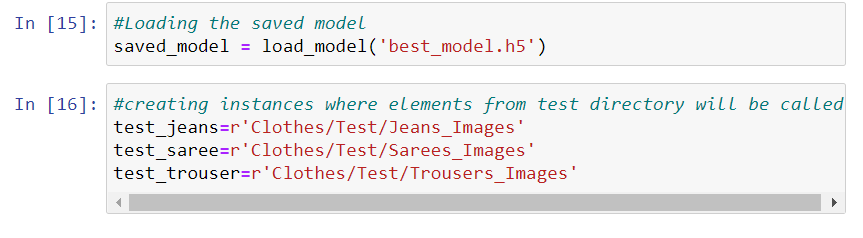 In [15]: #Loading the saved model
saved_model = load_model('best_model.h5')
In [16]: #creating instances where elements from test directory will be called
test_jeans=r'Clothes/Test/Jeans_Images'
test_saree=r'Clothes/Test/Sarees_Images'
test_trouser=r'Clothes/Test/Trousers_Images'